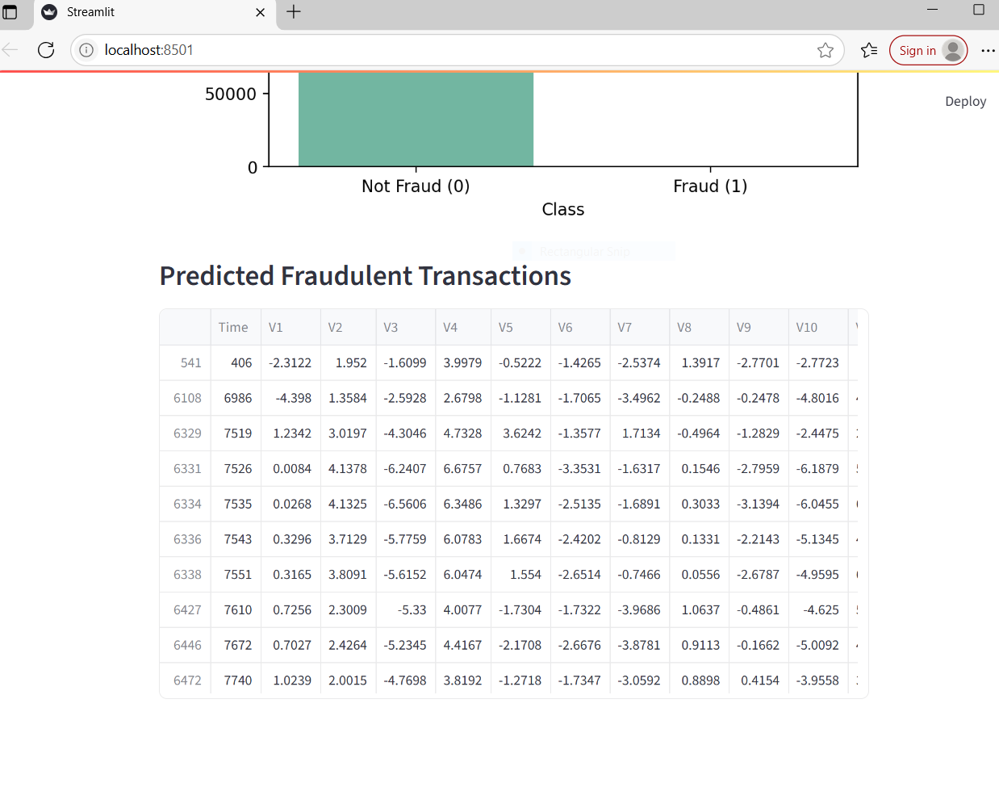 Streamlit
localhost:8501
Sign in
50000
Deploy
0
Not Fraud (0) Fraud (1)
Class
Rectangular Snip
Predicted Fraudulent Transactions
Time V1 V2 V3 V4 V5 V6 V7 V8 V9 V10
541 406 -2.3122 1.952 -1.6099 3.9979 -0.5222 -1.4265 -2.5374 1.3917 -2.7701 -2.7723
6108 6986 -4.398 1.3584 -2.5928 2.6798 -1.1281 -1.7065 -3.4962 -0.2488 -0.2478 -4.8016
6329 7519 1.2342 3.0197 -4.3046 4.7328 3.6242 -1.3577 1.7134 -0.4964 -1.2829 -2.4475
6331 7526 0.0084 4.1378 -6.2407 6.6757 0.7683 -3.3531 -1.6317 0.1546 -2.7959 -6.1879
6334 7535 0.0268 4.1325 -6.5606 6.3486 1.3297 -2.5135 -1.6891 0.3033 -3.1394 -6.0455
6336 7543 0.3296 3.7129 -5.7759 6.0783 1.6674 -2.4202 -0.8129 0.1331 -2.2143 -5.1345
6338 7551 0.3165 3.8091 -5.6152 6.0474 1.554 -2.6514 -0.7466 0.0556 -2.6787 -4.9595
6427 7610 0.7256 2.3009 -5.33 4.0077 -1.7304 -1.7322 -3.9686 1.0637 -0.4861 -4.625
6446 7672 0.7027 2.4264 -5.2345 4.4167 -2.1708 -2.6676 -3.8781 0.9113 -0.1662 -5.0092
6472 7740 1.0239 2.0015 -4.7698 3.8192 -1.2718 -1.7347 -3.0592 0.8898 0.4154 -3.9558